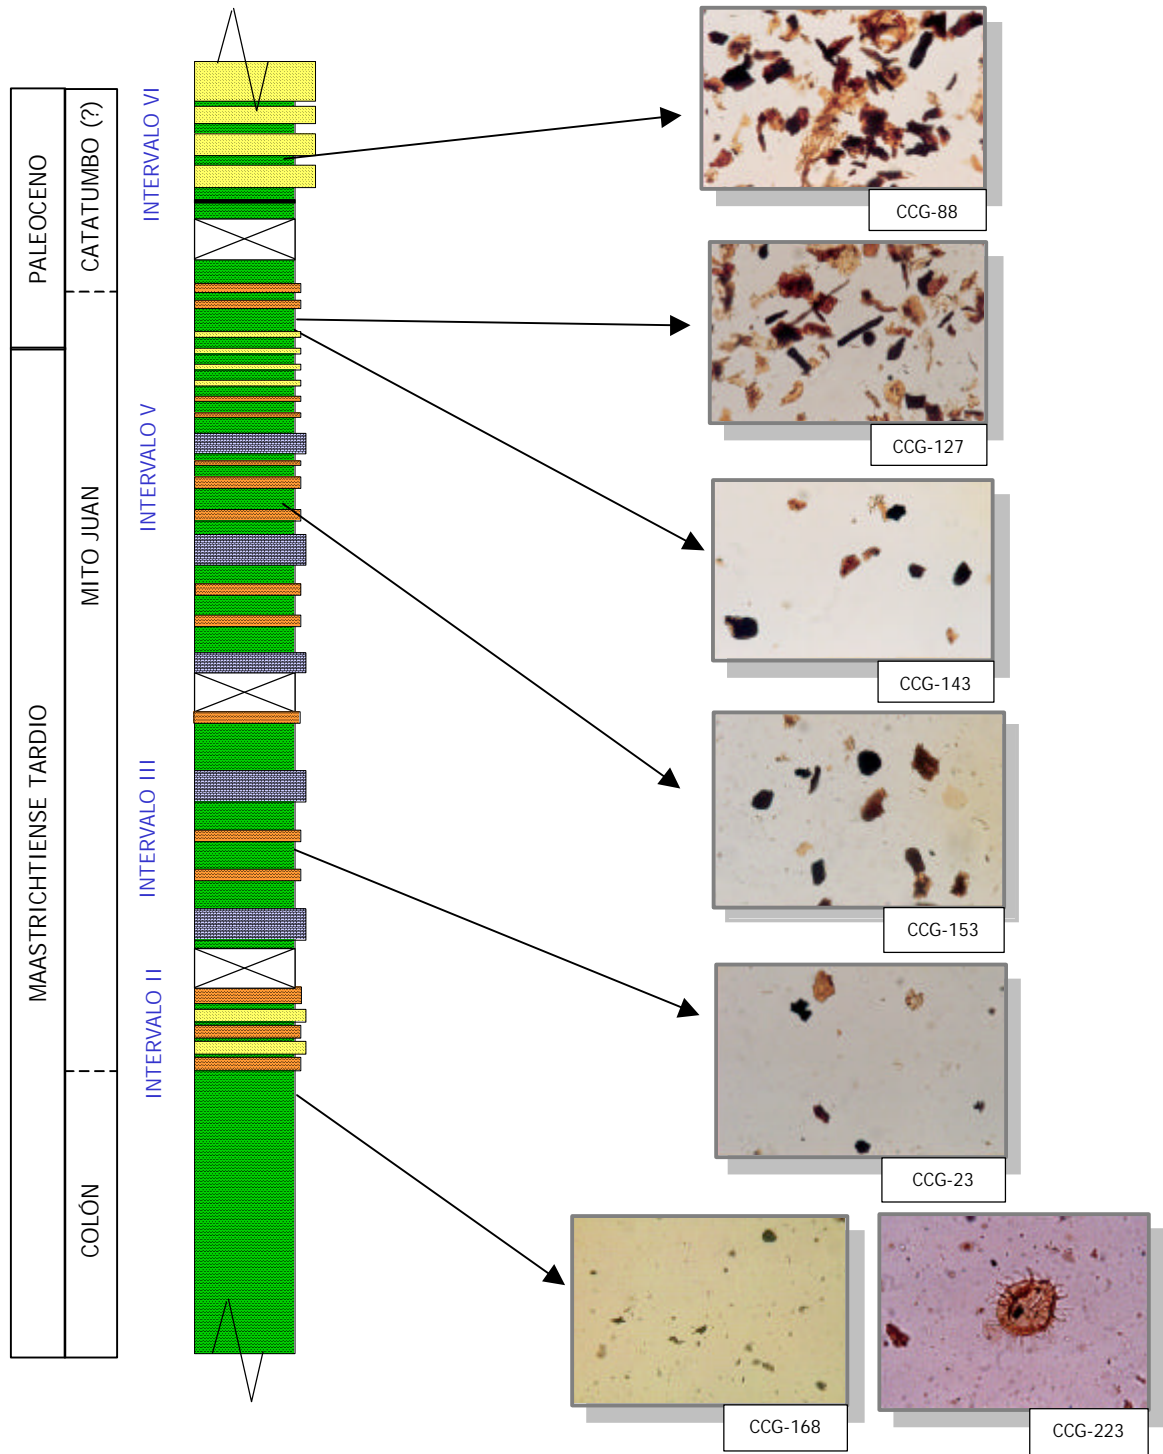 PALEOCENO
CATATUMBO (?)
INTERVALO VI
MAASTRICHTIENSE TARDIO
MITO JUAN
INTERVALO V
INTERVALO III
INTERVALO II
COLÓN
CCG-88
CCG-127
CCG-143
CCG-153
CCG-23
CCG-168
CCG-223